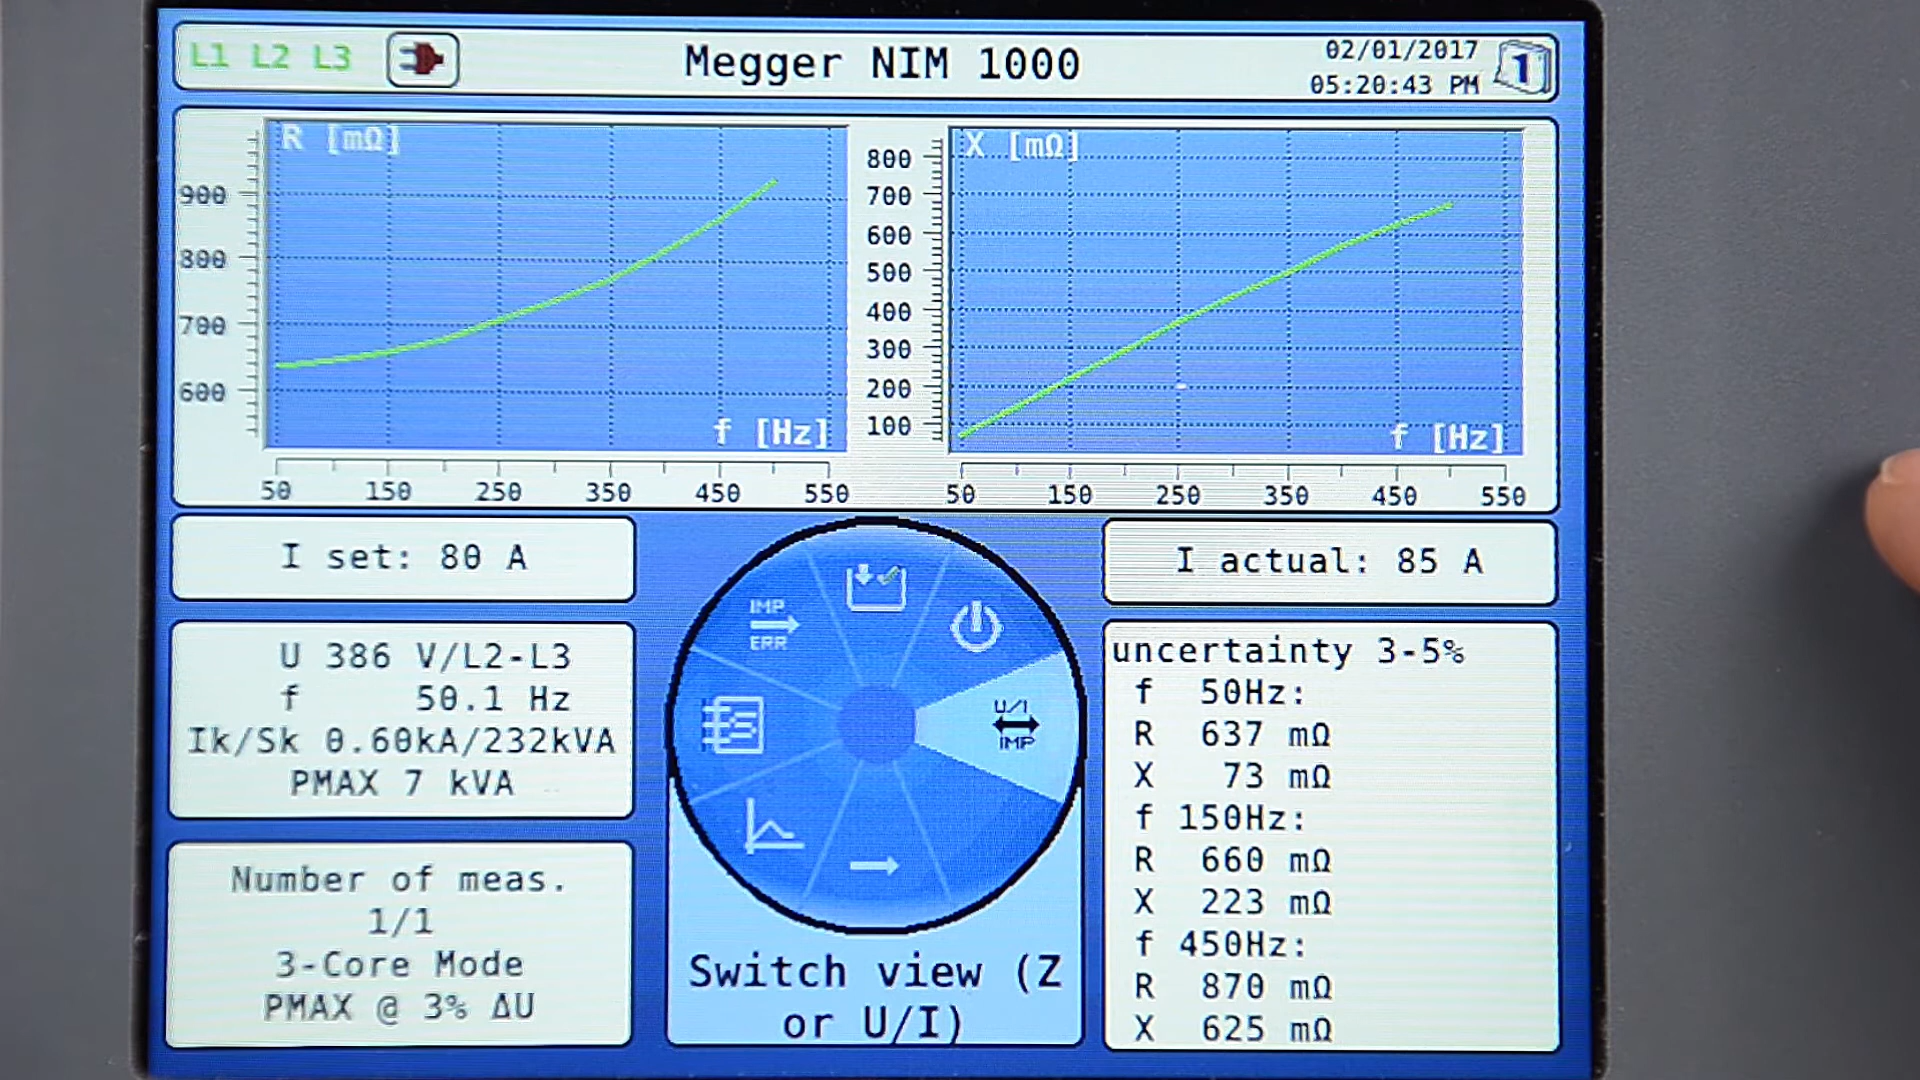 L1 L2 L3
Megger NIM 1000
02/01/2017
05:20:43 PM
1
R [mΩ]
900
800
700
600
f [Hz]
50 150 250 350 450 550
X [mΩ]
800
700
600
500
400
300
200
100
f [Hz]
50 150 250 350 450 550
I set: 80 A
I actual: 85 A
U 386 V/L2-L3
f 50.1 Hz
Ik/Sk 0.60kA/232kVA
PMAX 7 kVA
Number of meas.
1/1
3-Core Mode
PMAX @ 3% ΔU
IMP
ERR
U/I
IMP
Switch view (Z
or U/I)
uncertainty 3-5%
f 50Hz:
R 637 mΩ
X 73 mΩ
f 150Hz:
R 660 mΩ
X 223 mΩ
f 450Hz:
R 870 mΩ
X 625 mΩ